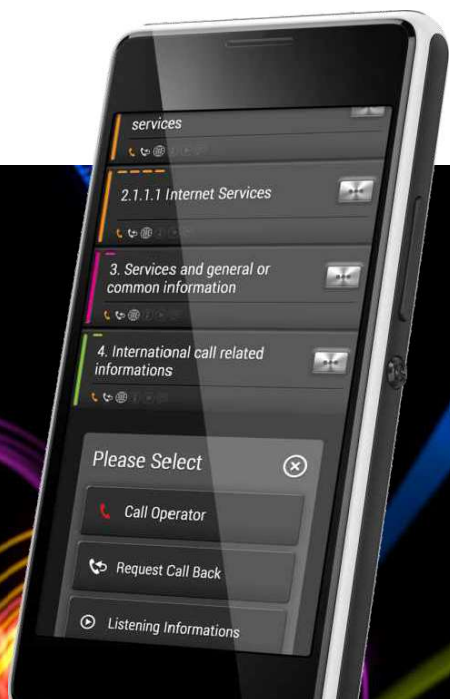 services
2.1.1.1 Internet Services
3. Services and general or
common information
4. International call related
informations
Please Select
Call Operator
Request Call Back
Listening Informations